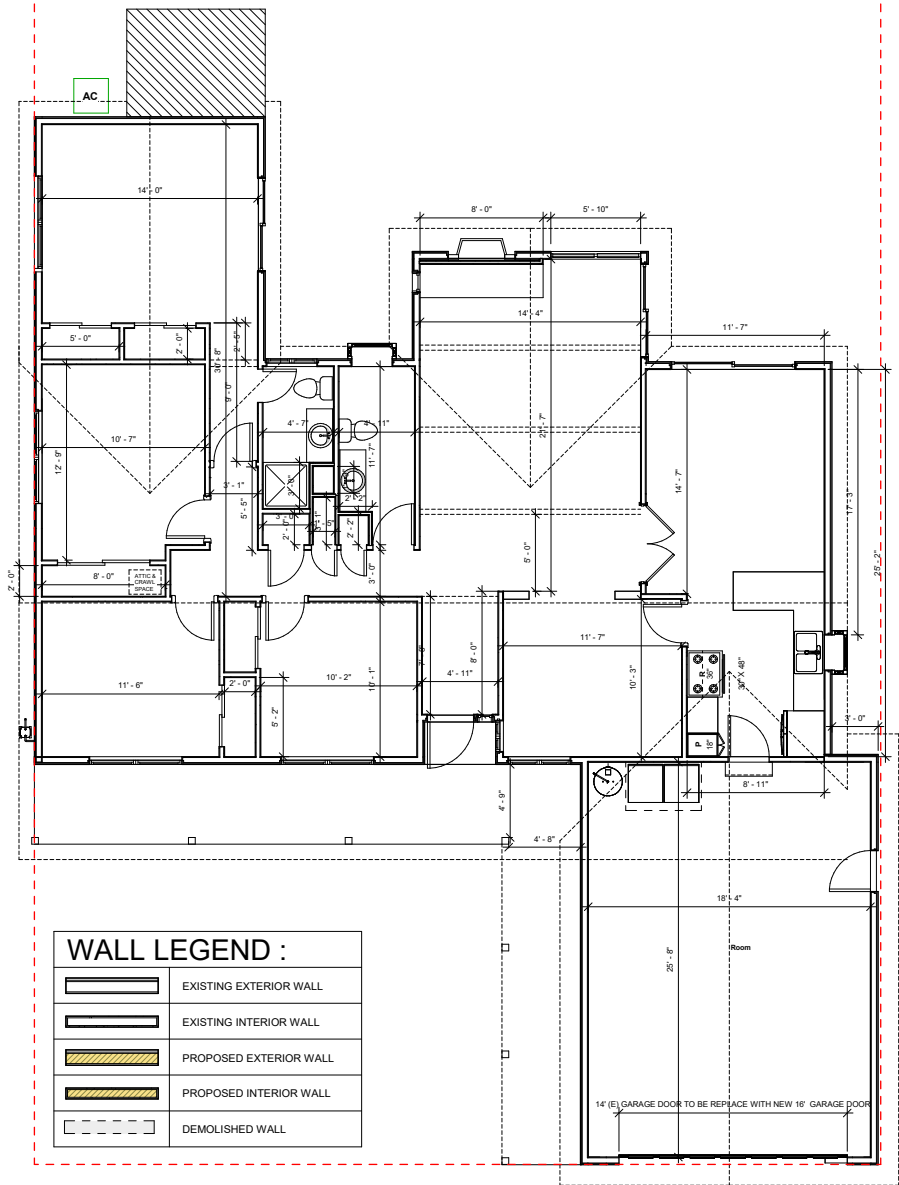 AC
14' - 0"
8' - 0"
5' - 10"
14' - 4"
11' - 7"
5' - 0"
2' - 0"
2' - 5"
30' - 8"
9' - 0"
10' - 7"
12' - 9"
3' - 1"
5' - 5"
4' - 7"
4' - 11"
11' - 7"
3' - 0"
2' - 2"
2' - 0"
2' - 2"
3' - 0"
14' - 7"
17' - 3"
25' - 2"
5' - 0"
2' - 0"
8' - 0"
ATTIC &
CRAWL
SPACE
11' - 6"
2' - 0"
10' - 2"
10' - 1"
5' - 2"
4' - 11"
8' - 0"
11' - 7"
10' - 3"
R
36"
30" X 48"
P
18"
3' - 0"
8' - 11"
4' - 9"
4' - 8"
18' - 4"
Room
25' - 8"
14' (E) GARAGE DOOR TO BE REPLACE WITH NEW 16' GARAGE DOOR
WALL LEGEND :
EXISTING EXTERIOR WALL
EXISTING INTERIOR WALL
PROPOSED EXTERIOR WALL
PROPOSED INTERIOR WALL
DEMOLISHED WALL